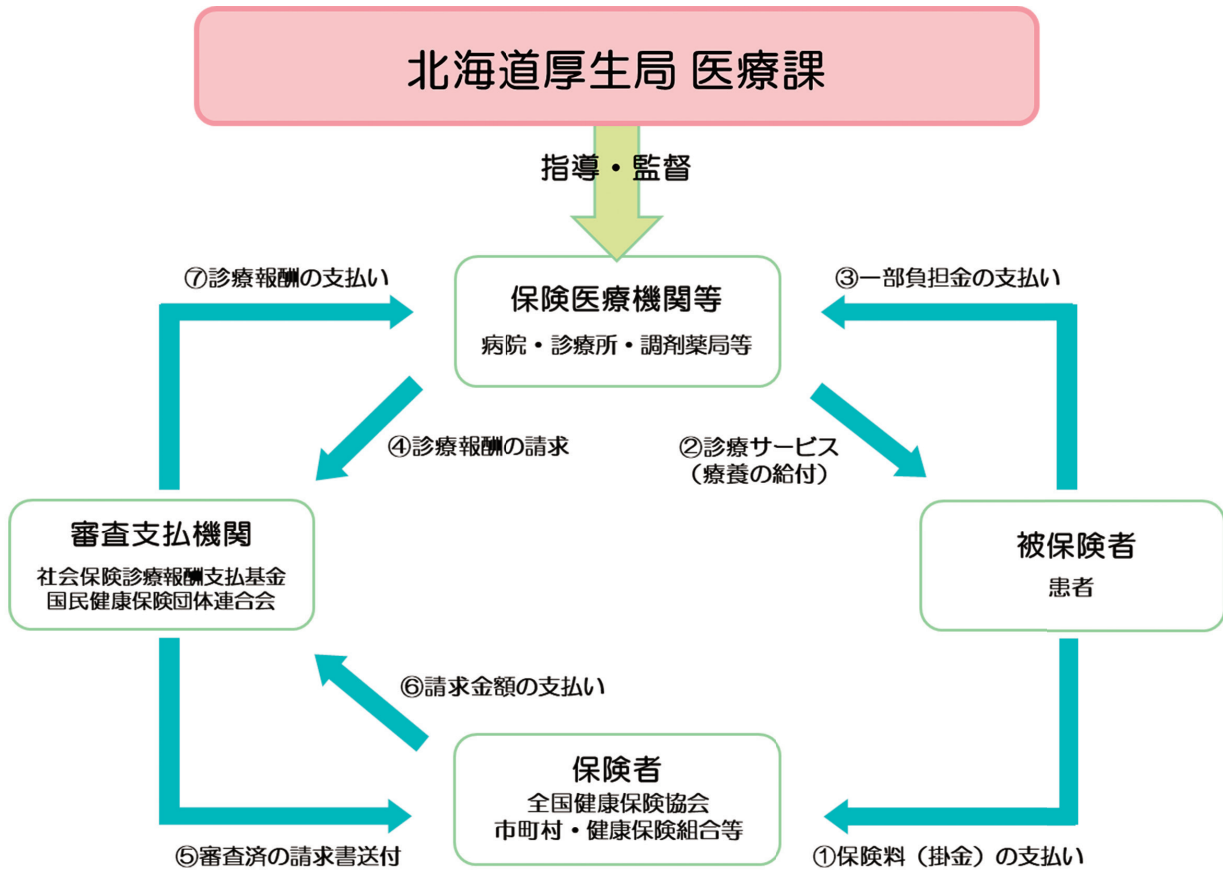 北海道厚生局 医療課
指導・監督
⑦診療報酬の支払い
③一部負担金の支払い
保険医療機関等
病院・診療所・調剤薬局等
④診療報酬の請求
②診療サービス
（療養の給付）
審査支払機関
社会保険診療報酬支払基金
国民健康保険団体連合会
被保険者
患者
⑥請求金額の支払い
保険者
全国健康保険協会
市町村・健康保険組合等
⑤審査済の請求書送付
①保険料（掛金）の支払い